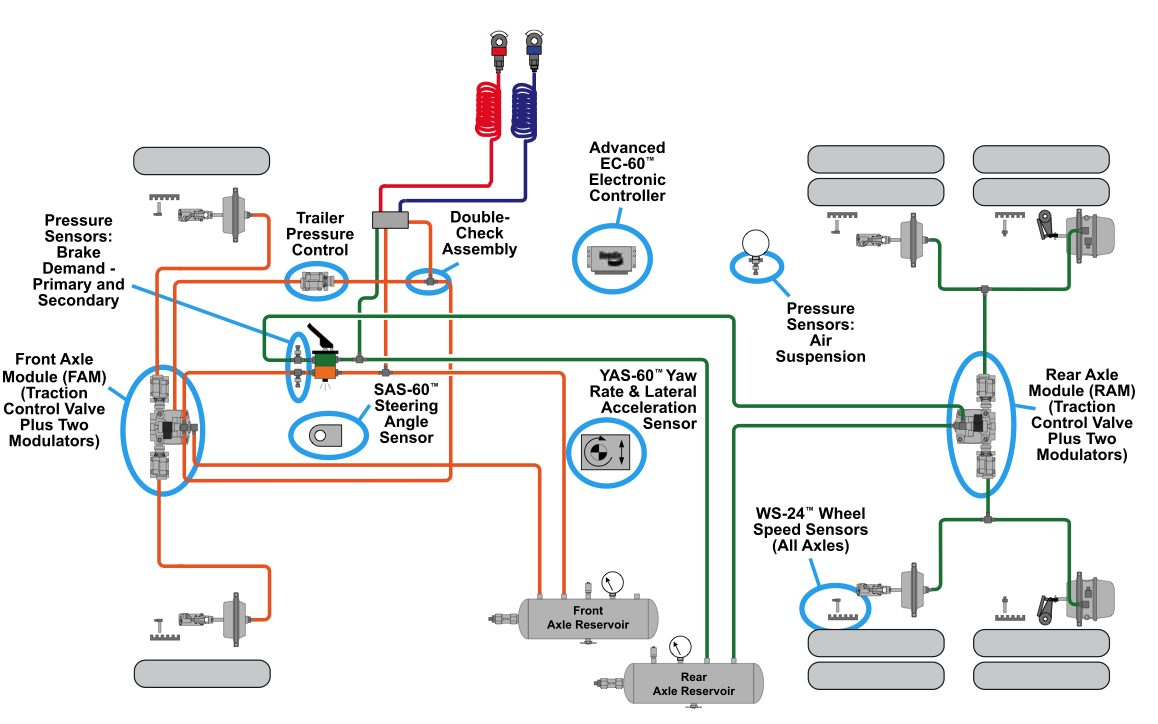 Advanced
EC-60™
Electronic
Controller
Pressure
Sensors:
Brake
Demand -
Primary and
Secondary
Trailer
Pressure
Control
Double-
Check
Assembly
Pressure
Sensors:
Air
Suspension
Front Axle
Module (FAM)
(Traction
Control Valve
Plus Two
Modulators)
SAS-60™
Steering
Angle
Sensor
YAS-60™ Yaw
Rate & Lateral
Acceleration
Sensor
Rear Axle
Module (RAM)
(Traction
Control Valve
Plus Two
Modulators)
WS-24™ Wheel
Speed Sensors
(All Axles)
Front
Axle Reservoir
Rear
Axle Reservoir